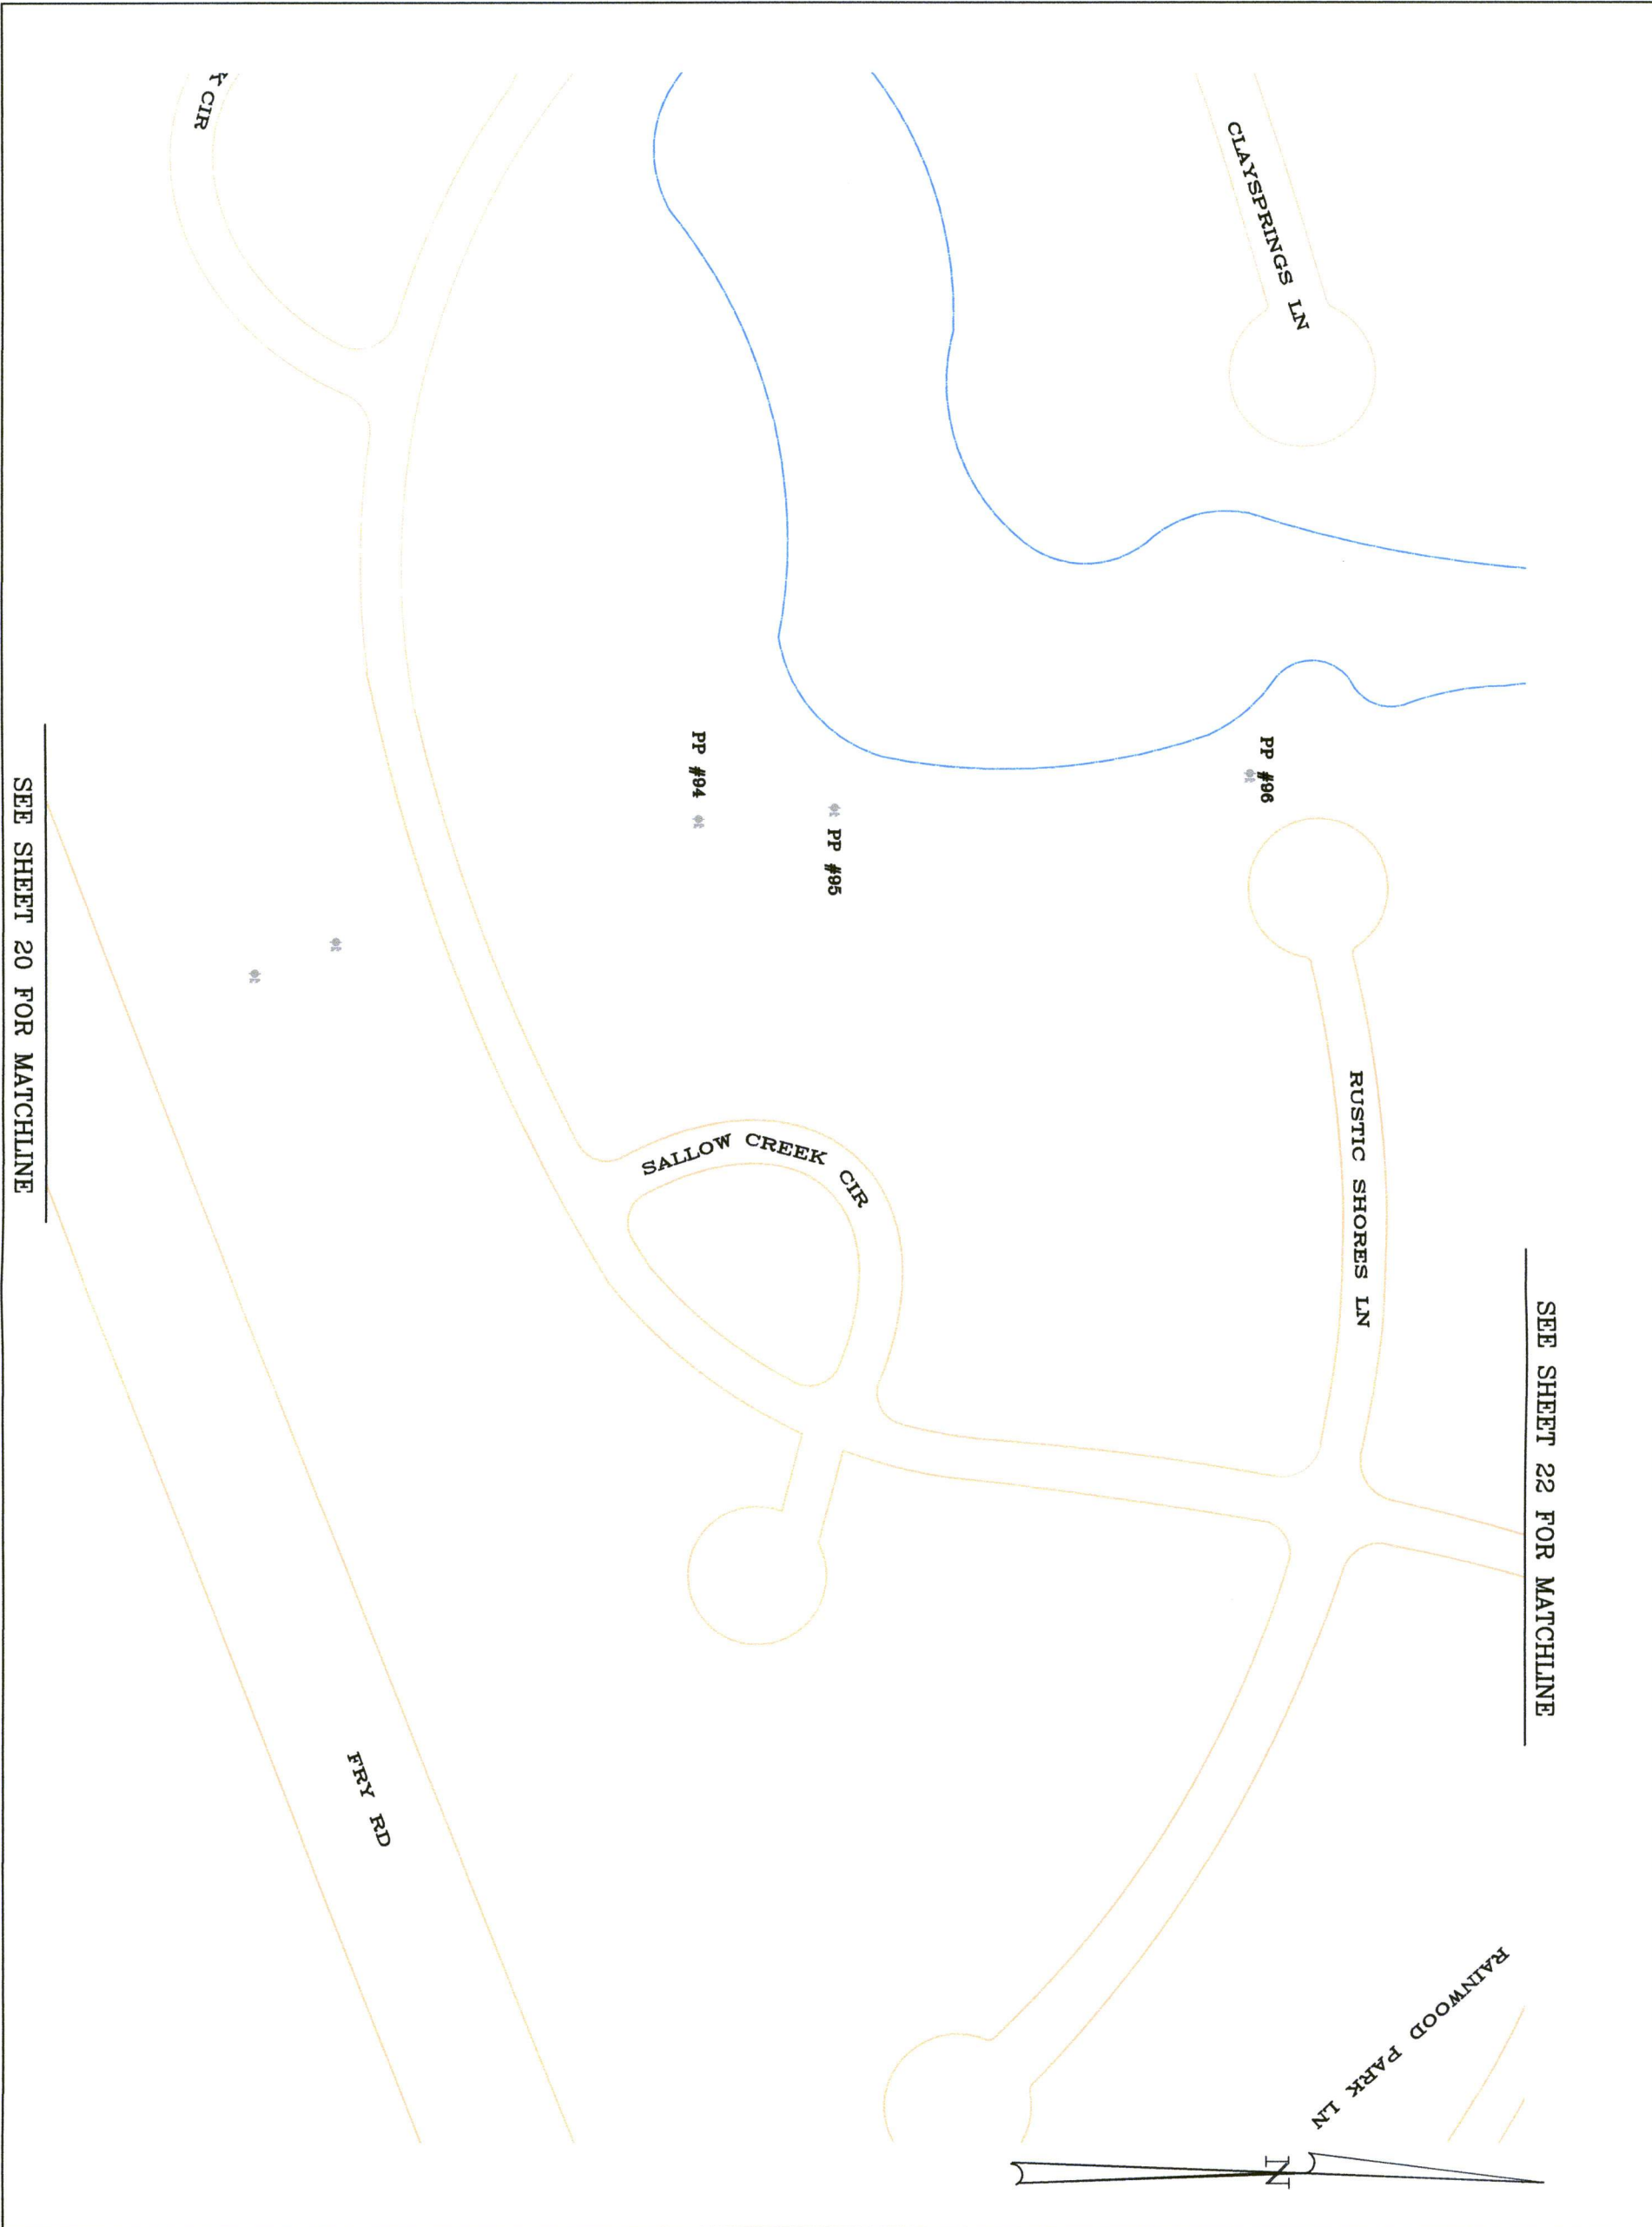 SEE SHEET 22 FOR MATCHLINE
RAINWOOD PARK LN
N
CLAYSPRINGS LN
RUSTIC SHORES LN
PP #96
PP #95
PP #94
SALLOW CREEK CIR
FRY RD
CIR
SEE SHEET 20 FOR MATCHLINE